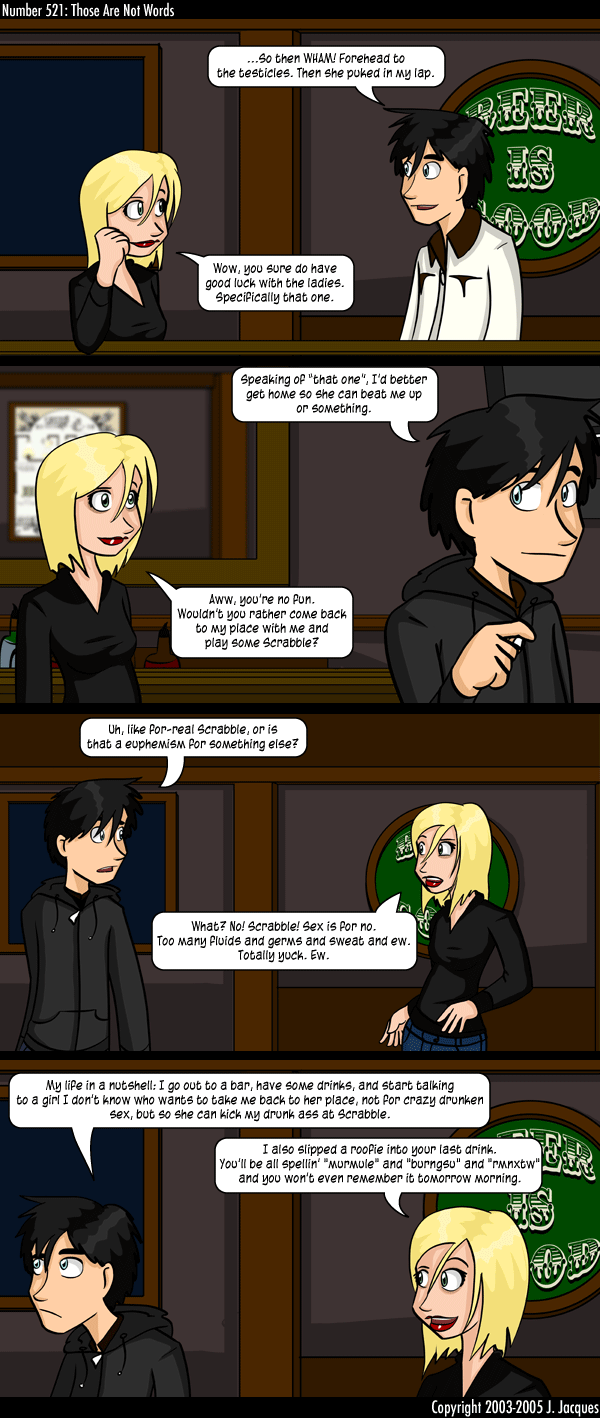 Number 521: Those Are Not Words
...So then WHAM! Forehead to
the testicles. Then she puked in my lap.
BEER
IS
GOOD
Wow, you sure do have
good luck with the ladies.
Specifically that one.
Speaking of "that one", I'd better
get home so she can beat me up
or something.
Aww, you're no fun.
Wouldn't you rather come back
to my place with me and
play some Scrabble?
Uh, like for-real Scrabble, or is
that a euphemism for something else?
What? No! Scrabble! Sex is for no.
Too many fluids and germs and sweat and ew.
Totally yuck. Ew.
My life in a nutshell: I go out to a bar, have some drinks, and start talking
to a girl I don't know who wants to take me back to her place, not for crazy drunken
sex, but so she can kick my drunk ass at Scrabble.
I also slipped a roofie into your last drink.
You'll be all spellin' "murmule" and "burngsu" and "rmnxtw"
and you won't even remember it tomorrow morning.
BEER
IS
GOOD
Copyright 2003-2005 J. Jacques